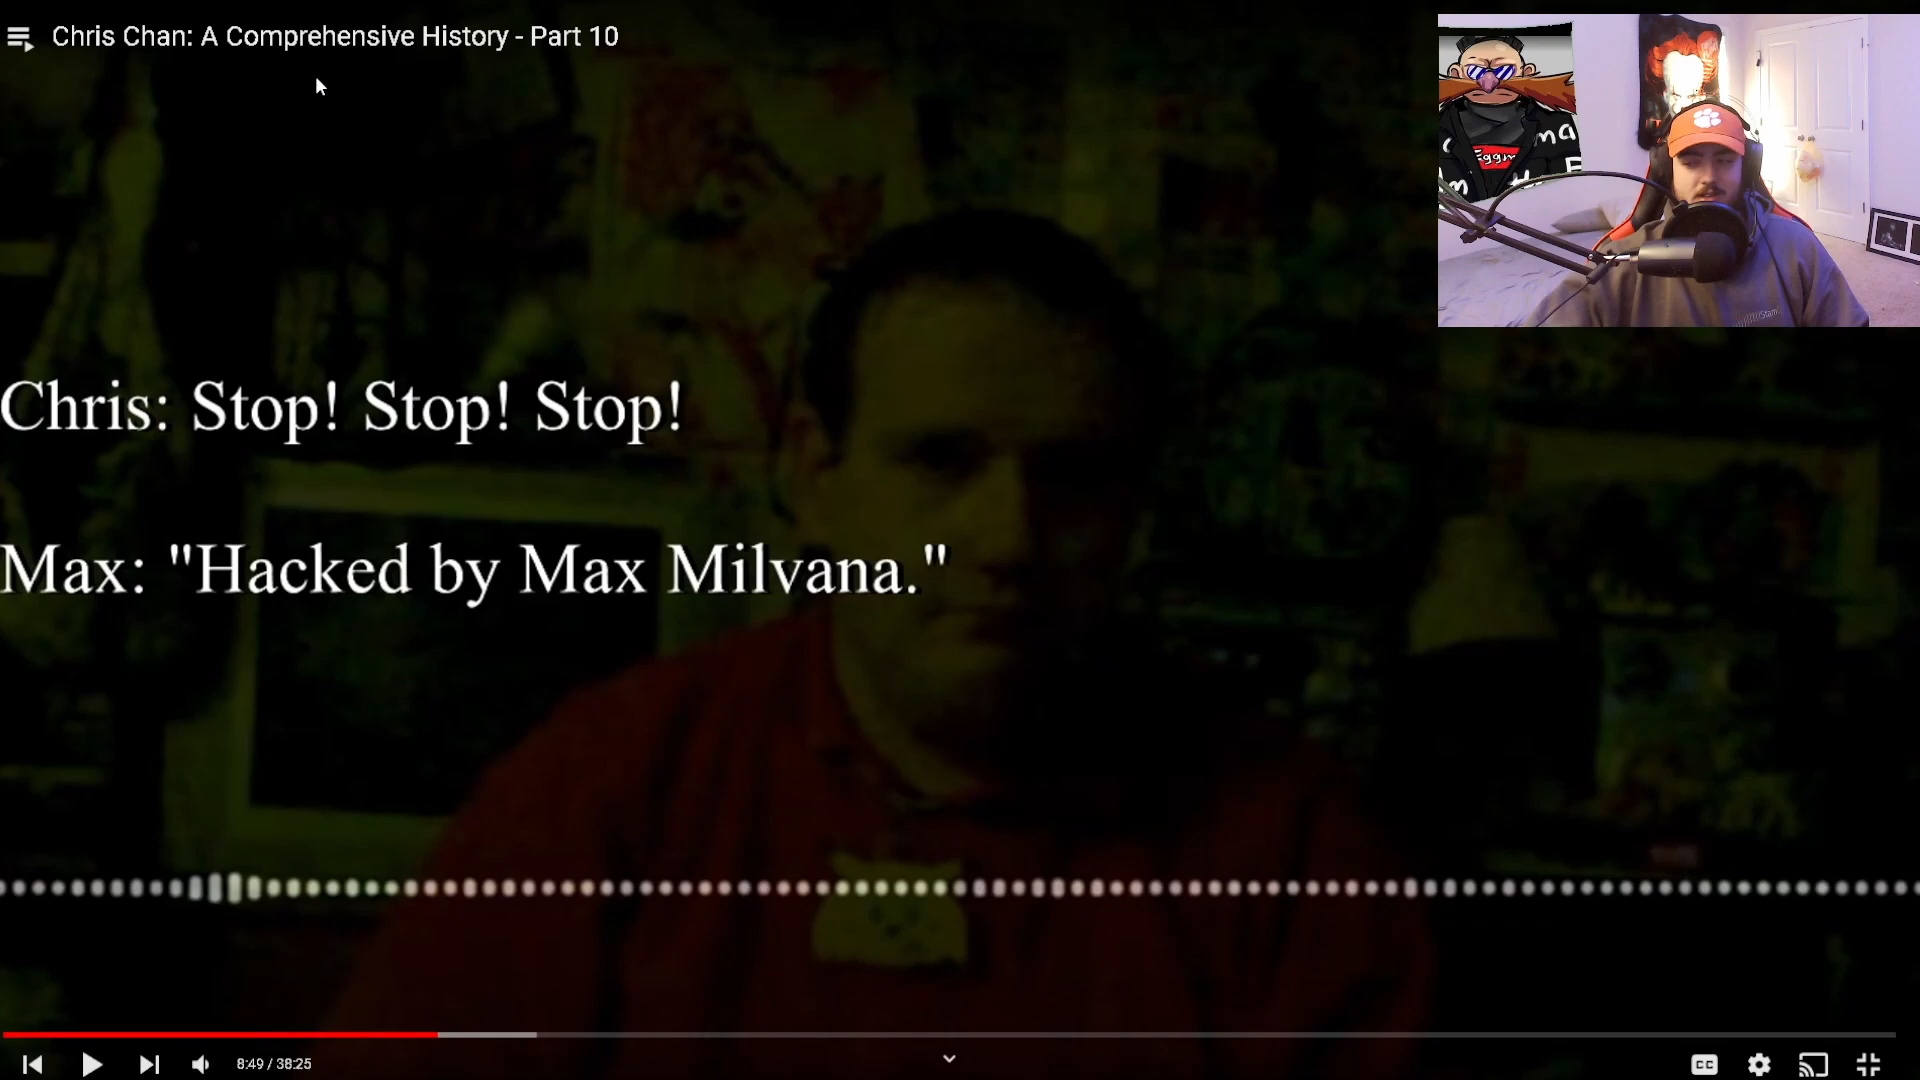 Chris Chan: A Comprehensive History - Part 10
Chris: Stop! Stop! Stop!
Max: "Hacked by Max Milvana."
8:49 / 38:25
CC